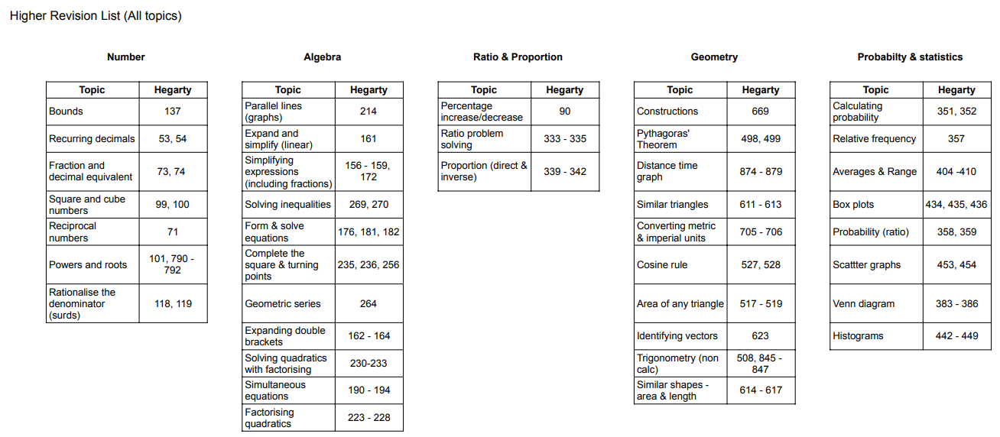 Higher Revision List (All topics)
Number
Topic Hegarty
Bounds 137
Recurring decimals 53, 54
Fraction and
decimal equivalent 73, 74
Square and cube
numbers 99, 100
Reciprocal
numbers 71
Powers and roots 101, 790 -
792
Rationalise the
denominator
(surds) 118, 119
Algebra
Topic Hegarty
Parallel lines
(graphs) 214
Expand and
simplify (linear) 161
Simplifying
expressions
(including fractions) 156 - 159,
172
Solving inequalities 269, 270
Form & solve
equations 176, 181, 182
Complete the
square & turning
points 235, 236, 256
Geometric series 264
Expanding double
brackets 162 - 164
Solving quadratics
with factorising 230-233
Simultaneous
equations 190 - 194
Factorising
quadratics 223 - 228
Ratio & Proportion
Topic Hegarty
Percentage
increase/decrease 90
Ratio problem
solving 333 - 335
Proportion (direct &
inverse) 339 - 342
Geometry
Topic Hegarty
Constructions 669
Pythagoras'
Theorem 498, 499
Distance time
graph 874 - 879
Similar triangles 611 - 613
Converting metric
& imperial units 705 - 706
Cosine rule 527, 528
Area of any triangle 517 - 519
Identifying vectors 623
Trigonometry (non
calc) 508, 845 -
847
Similar shapes -
area & length 614 - 617
Probabilty & statistics
Topic Hegarty
Calculating
probability 351, 352
Relative frequency 357
Averages & Range 404 -410
Box plots 434, 435, 436
Probability (ratio) 358, 359
Scattter graphs 453, 454
Venn diagram 383 - 386
Histograms 442 - 449